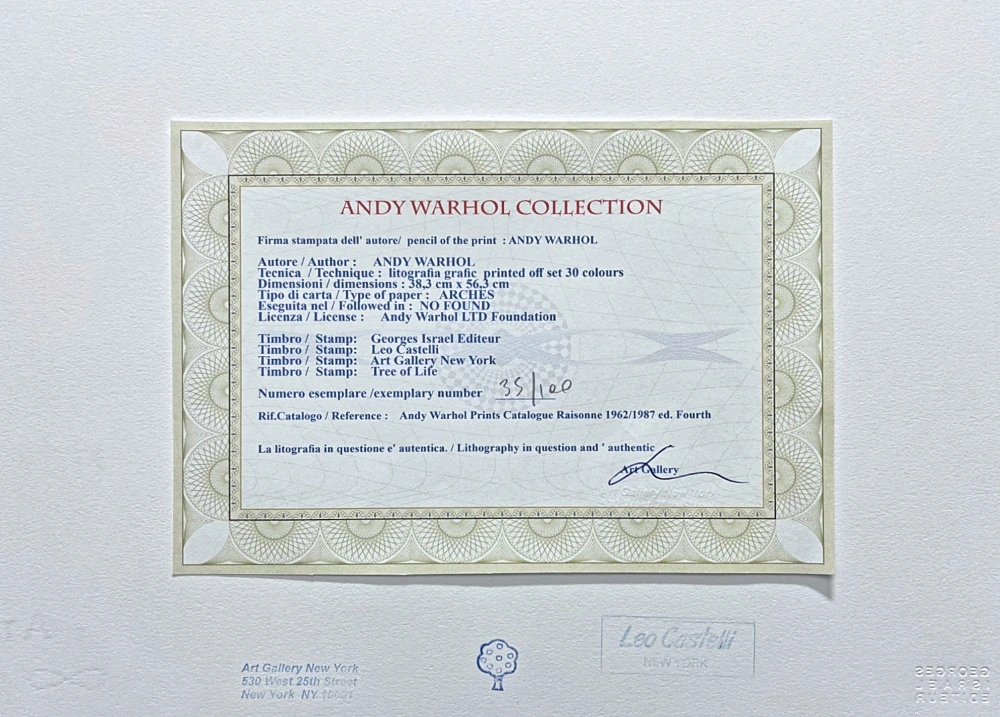 ANDY WARHOL COLLECTION
Firma stampata dell' autore/ pencil of the print : ANDY WARHOL
Autore / Author : ANDY WARHOL
Tecnica / Technique : litografia grafic printed off set 30 colours
Dimensioni / dimensions : 38,3 cm x 56,3 cm
Tipo di carta / Type of paper : ARCHES
Eseguita nel / Followed in : NO FOUND
Licenza / License : Andy Warhol LTD Foundation
Timbro / Stamp: Georges Israel Editeur
Timbro / Stamp: Leo Castelli
Timbro / Stamp: Art Gallery New York
Timbro / Stamp: Tree of Life
Numero esemplare /exemplary number 35/100
Rif.Catalogo / Reference : Andy Warhol Prints Catalogue Raisonne 1962/1987 ed. Fourth
La litografia in questione e' autentica. / Lithography in question and ' authentic
Art Gallery
Art Gallery New York
530 West 25th Street
New York NY 10001
Leo Castelli
NEW YORK